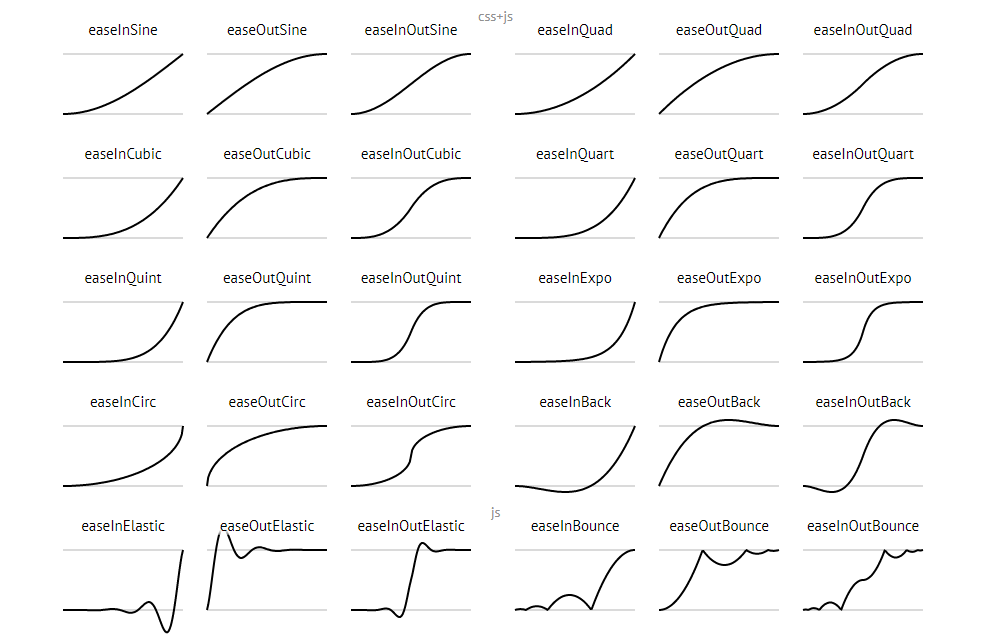 css+js
easeInSine easeOutSine easeInOutSine easeInQuad easeOutQuad easeInOutQuad
easeInCubic easeOutCubic easeInOutCubic easeInQuart easeOutQuart easeInOutQuart
easeInQuint easeOutQuint easeInOutQuint easeInExpo easeOutExpo easeInOutExpo
easeInCirc easeOutCirc easeInOutCirc easeInBack easeOutBack easeInOutBack
js
easeInElastic easeOutElastic easeInOutElastic easeInBounce easeOutBounce easeInOutBounce